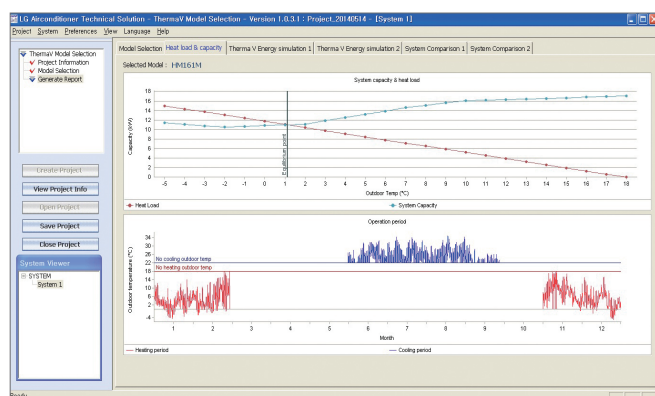 LG Airconditioner Technical Solution - ThermaV Model Selection - Version 1.0.3.1 : Project_20140514 - [System 1]
Project System Preferences View Language Help
ThermaV Model Selection
Project Information
Model Selection
Generate Report
Create Project
View Project Info
Open Project
Save Project
Close Project
System Viewer
SYSTEM
System 1
Model Selection Heat load & capacity Therma V Energy simulation 1 Therma V Energy simulation 2 System Comparison 1 System Comparison 2
Selected Model : HM161M
System capacity & heat load
Capacity (kW)
18
16
14
12
10
8
6
4
2
0
Equilibrium point
-5 -4 -3 -2 -1 0 1 2 3 4 5 6 7 8 9 10 11 12 13 14 15 16 17 18
Outdoor Temp (°C)
Heat Load System Capacity
Operation period
Outdoor temperature (°C)
34
30
26
22
18
14
10
6
2
-4
No cooling outdoor temp
No heating outdoor temp
1 2 3 4 5 6 7 8 9 10 11 12
Month
Heating period Cooling period
Ready